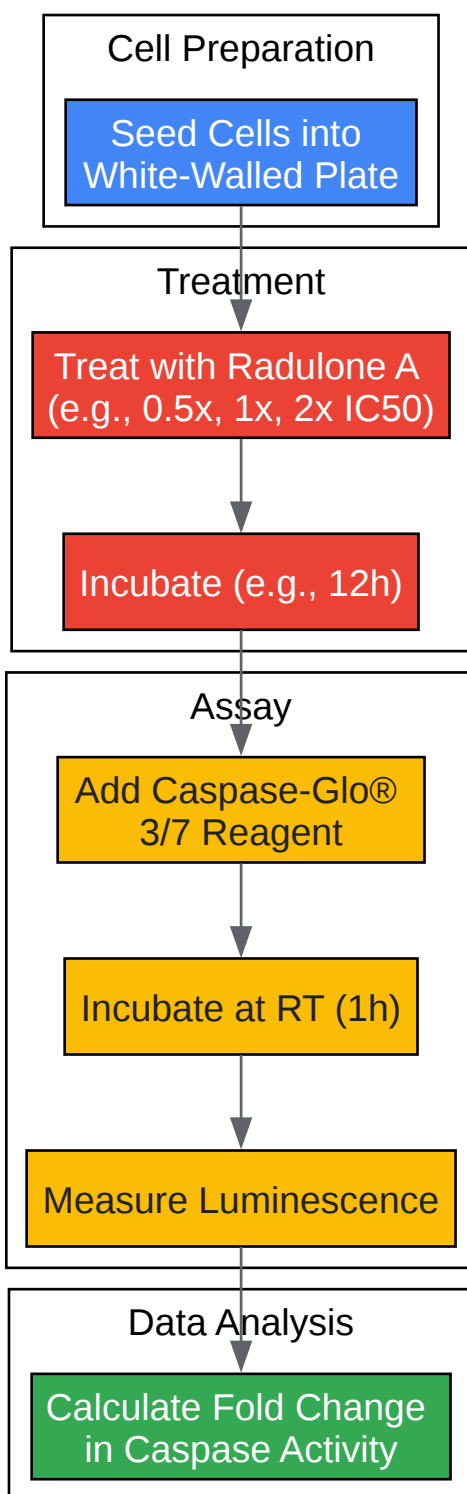 Cell Preparation
Seed Cells into
White-Walled Plate
Treatment
Treat with Radulone A
(e.g., 0.5x, 1x, 2x IC50)
Incubate (e.g., 12h)
Assay
Add Caspase-Glo®
3/7 Reagent
Incubate at RT (1h)
Measure Luminescence
Data Analysis
Calculate Fold Change
in Caspase Activity